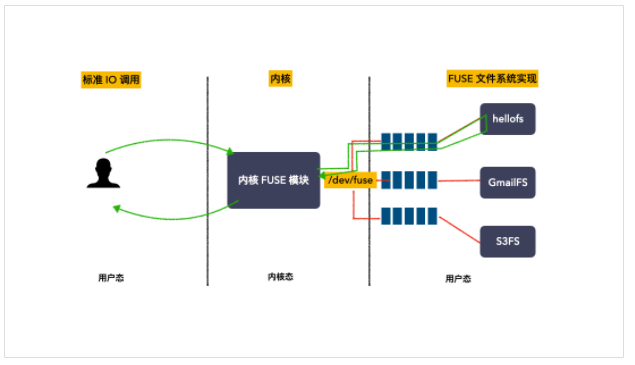 标准 IO 调用
内核
FUSE 文件系统实现
hellofs
内核 FUSE 模块
/dev/fuse
GmailFS
S3FS
用户态
内核态
用户态